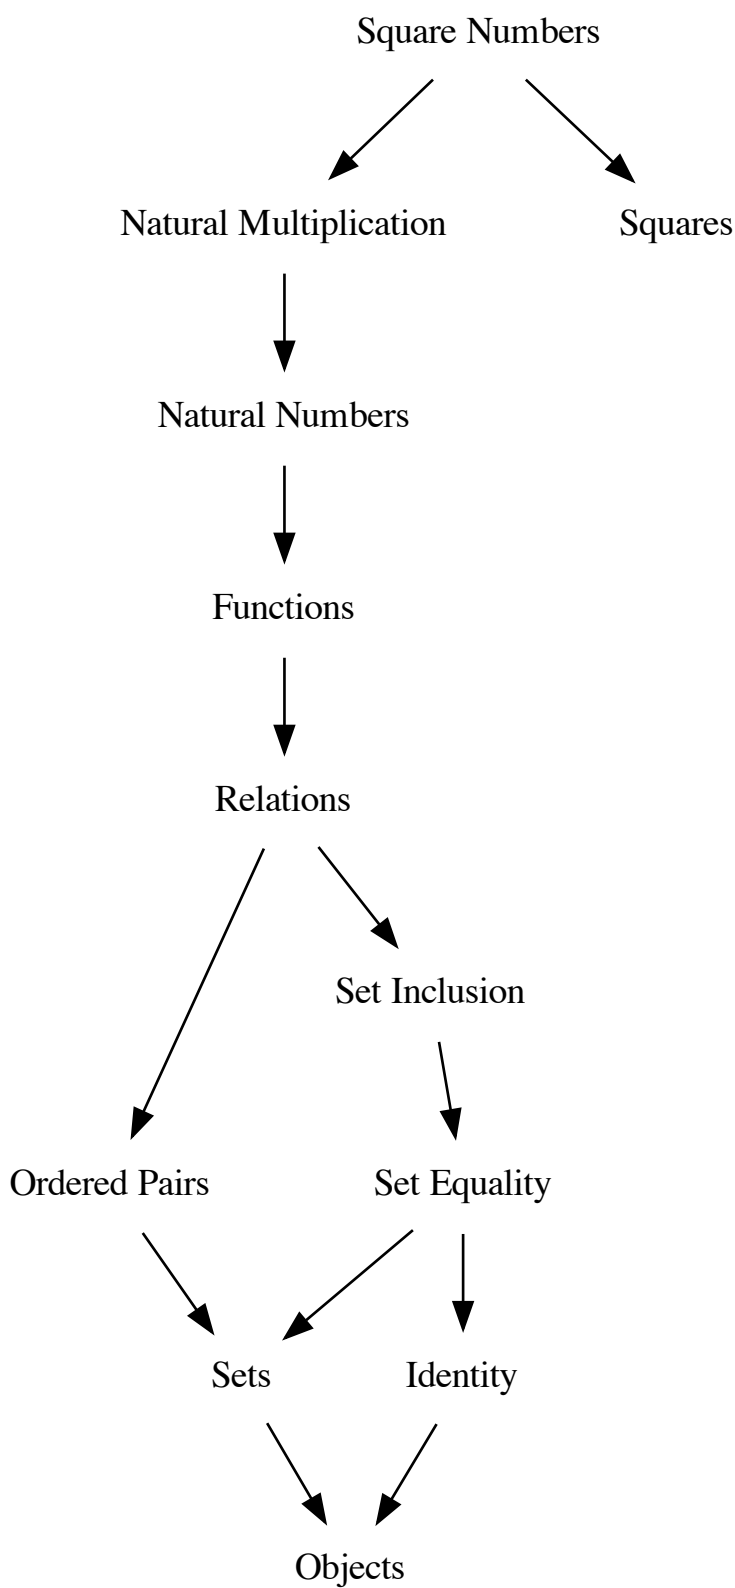 Square Numbers
Natural Multiplication
Squares
Natural Numbers
Functions
Relations
Set Inclusion
Ordered Pairs
Set Equality
Sets
Identity
Objects